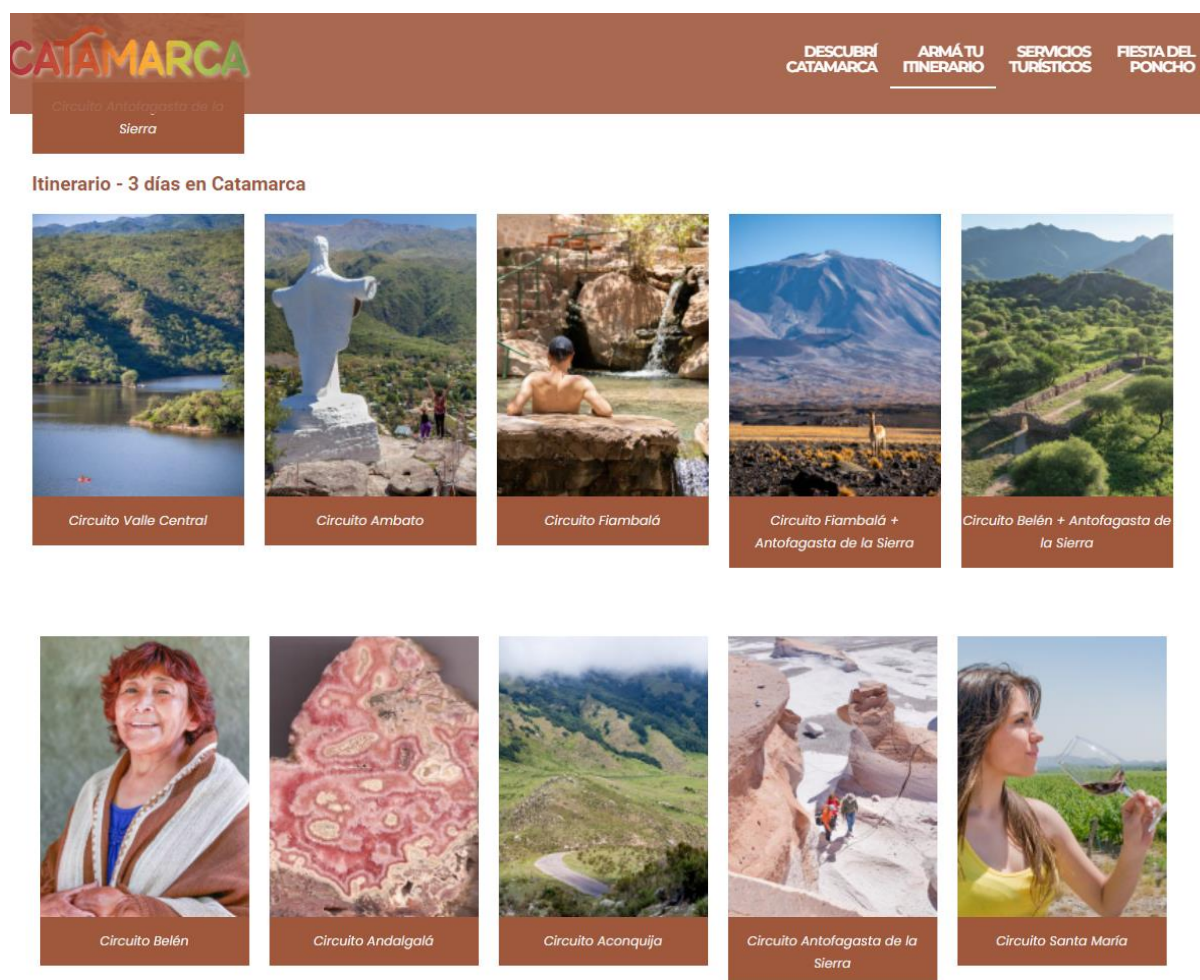 CATAMARCA
DESCUBRÍ
CATAMARCA
ARMÁ TU
ITINERARIO
SERVICIOS
TURÍSTICOS
FIESTA DEL
PONCHO
Circuito Antofagasta de la
Sierra
Itinerario - 3 días en Catamarca
Circuito Valle Central
Circuito Ambato
Circuito Fiambalá
Circuito Fiambalá +
Antofagasta de la Sierra
Circuito Belén + Antofagasta de
la Sierra
Circuito Belén
Circuito Andalgalá
Circuito Aconquija
Circuito Antofagasta de la
Sierra
Circuito Santa María